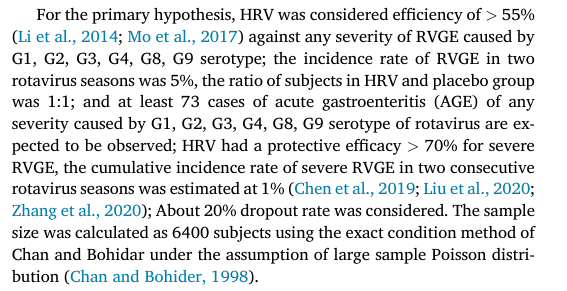 For the primary hypothesis, HRV was considered efficiency of > 55%
(Li et al., 2014; Mo et al., 2017) against any severity of RVGE caused by
G1, G2, G3, G4, G8, G9 serotype; the incidence rate of RVGE in two
rotavirus seasons was 5%, the ratio of subjects in HRV and placebo group
was 1:1; and at least 73 cases of acute gastroenteritis (AGE) of any
severity caused by G1, G2, G3, G4, G8, G9 serotype of rotavirus are ex-
pected to be observed; HRV had a protective efficacy > 70% for severe
RVGE, the cumulative incidence rate of severe RVGE in two consecutive
rotavirus seasons was estimated at 1% (Chen et al., 2019; Liu et al., 2020;
Zhang et al., 2020); About 20% dropout rate was considered. The sample
size was calculated as 6400 subjects using the exact condition method of
Chan and Bohidar under the assumption of large sample Poisson distri-
bution (Chan and Bohider, 1998).